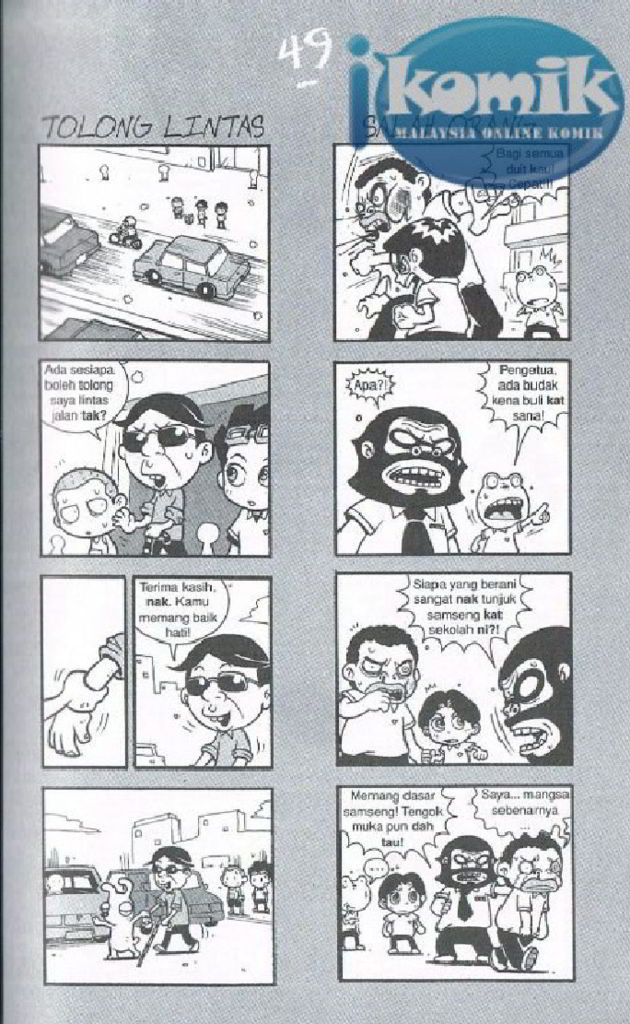 49
komik
MALAYSIA ONLINE KOMIK
TOLONG LINTAS
Ada sesiapa
boleh tolong
saya lintas
jalan tak?
Terima kasih,
nak. Kamu
memang baik
hati!
Bagi semua
duit kau!
Cepat!!
Apa?!
Pengetua,
ada budak
kena buli kat
sana!
Siapa yang berani
sangat nak tunjuk
samseng kat
sekolah ni?!
Memang dasar
samseng! Tengok
muka pun dah
tau!
Saya... mangsa
sebenarnya
...
....